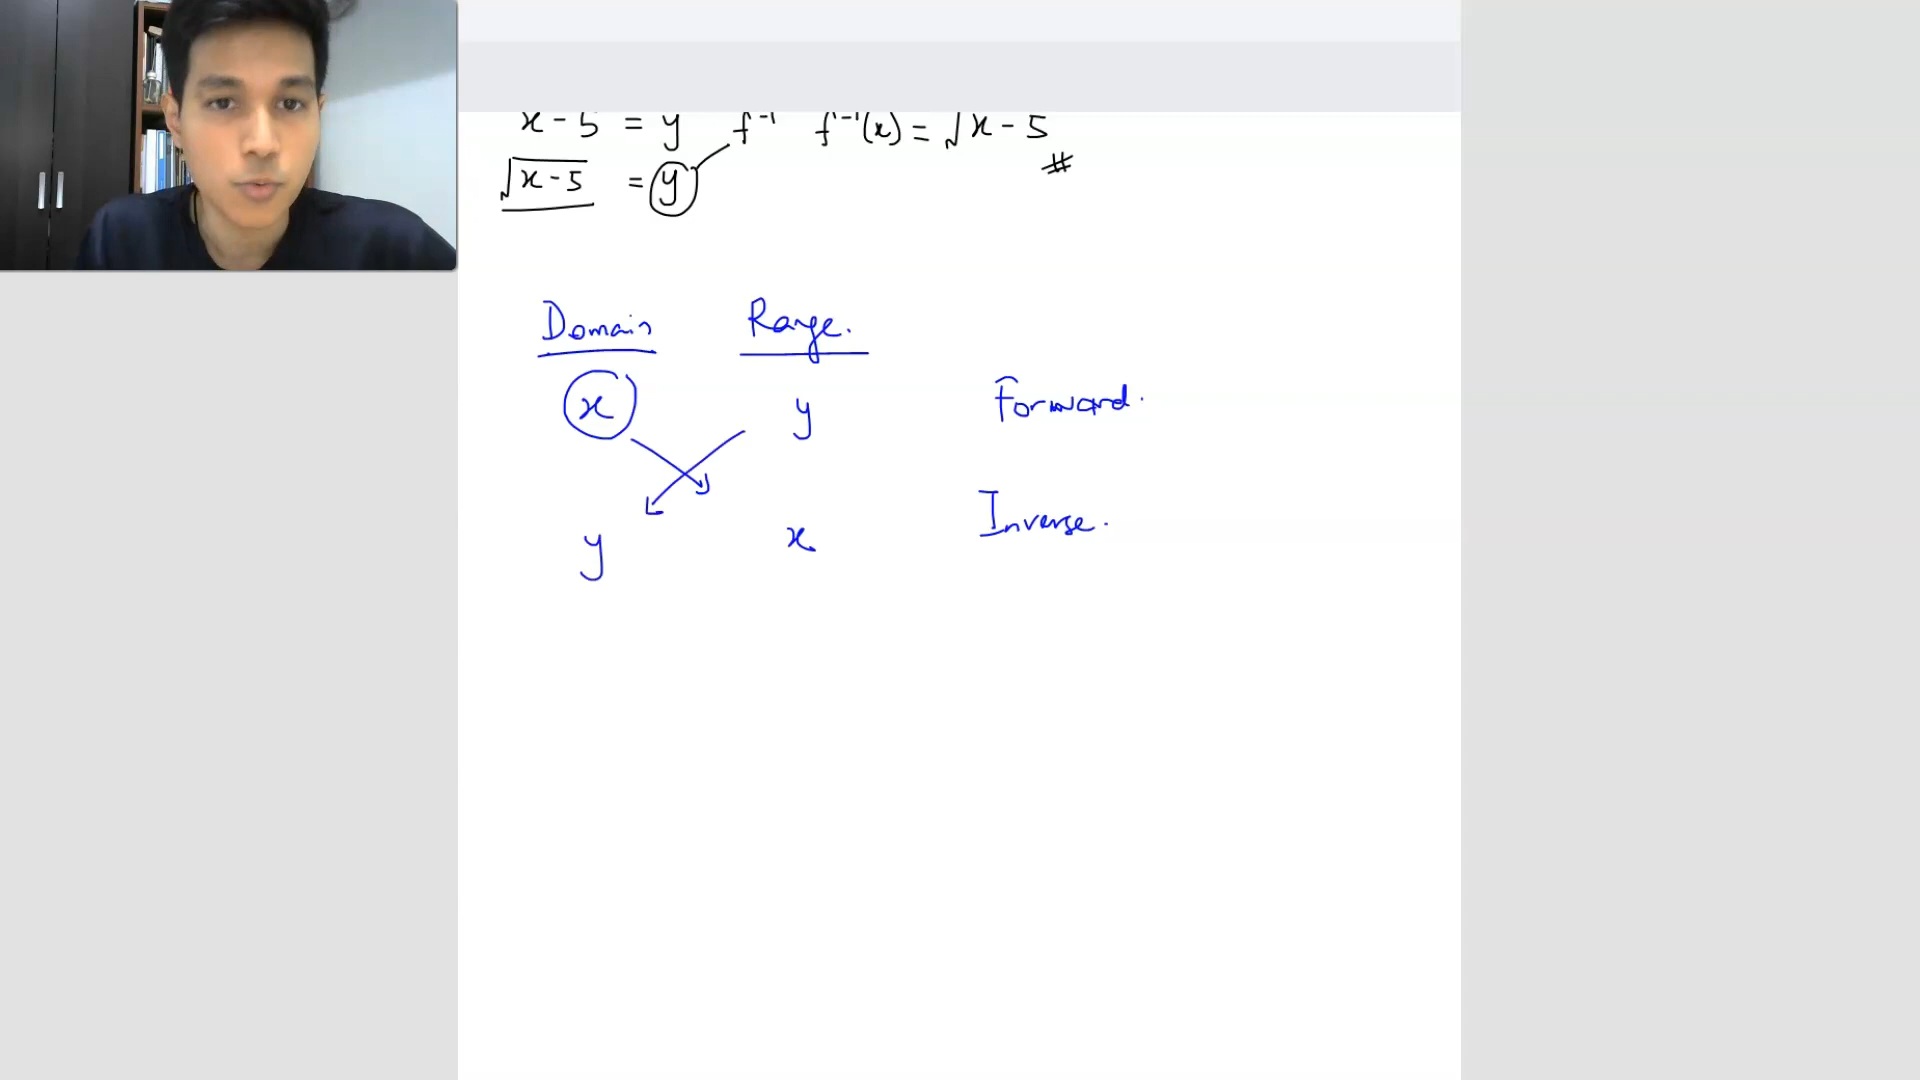 x - 5 = y f⁻¹ f⁻¹(x) = √x - 5
√x - 5 = y #
Domain Range.
x y Forward.
y x Inverse.